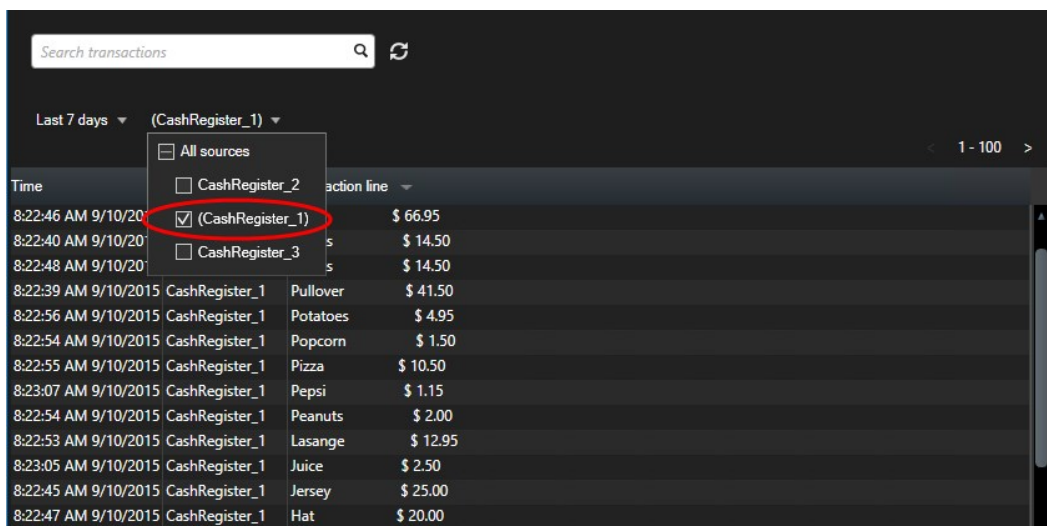 Search transactions
Last 7 days (CashRegister_1)
All sources
1 - 100 >
Time action line
CashRegister_2
8:22:46 AM 9/10/20 $ 66.95
(CashRegister_1)
8:22:40 AM 9/10/20 s $ 14.50
CashRegister_3
8:22:48 AM 9/10/20 s $ 14.50
8:22:39 AM 9/10/2015 CashRegister_1 Pullover $ 41.50
8:22:56 AM 9/10/2015 CashRegister_1 Potatoes $ 4.95
8:22:54 AM 9/10/2015 CashRegister_1 Popcorn $ 1.50
8:22:55 AM 9/10/2015 CashRegister_1 Pizza $ 10.50
8:23:07 AM 9/10/2015 CashRegister_1 Pepsi $ 1.15
8:22:54 AM 9/10/2015 CashRegister_1 Peanuts $ 2.00
8:22:53 AM 9/10/2015 CashRegister_1 Lasange $ 12.95
8:23:05 AM 9/10/2015 CashRegister_1 Juice $ 2.50
8:22:45 AM 9/10/2015 CashRegister_1 Jersey $ 25.00
8:22:47 AM 9/10/2015 CashRegister_1 Hat $ 20.00